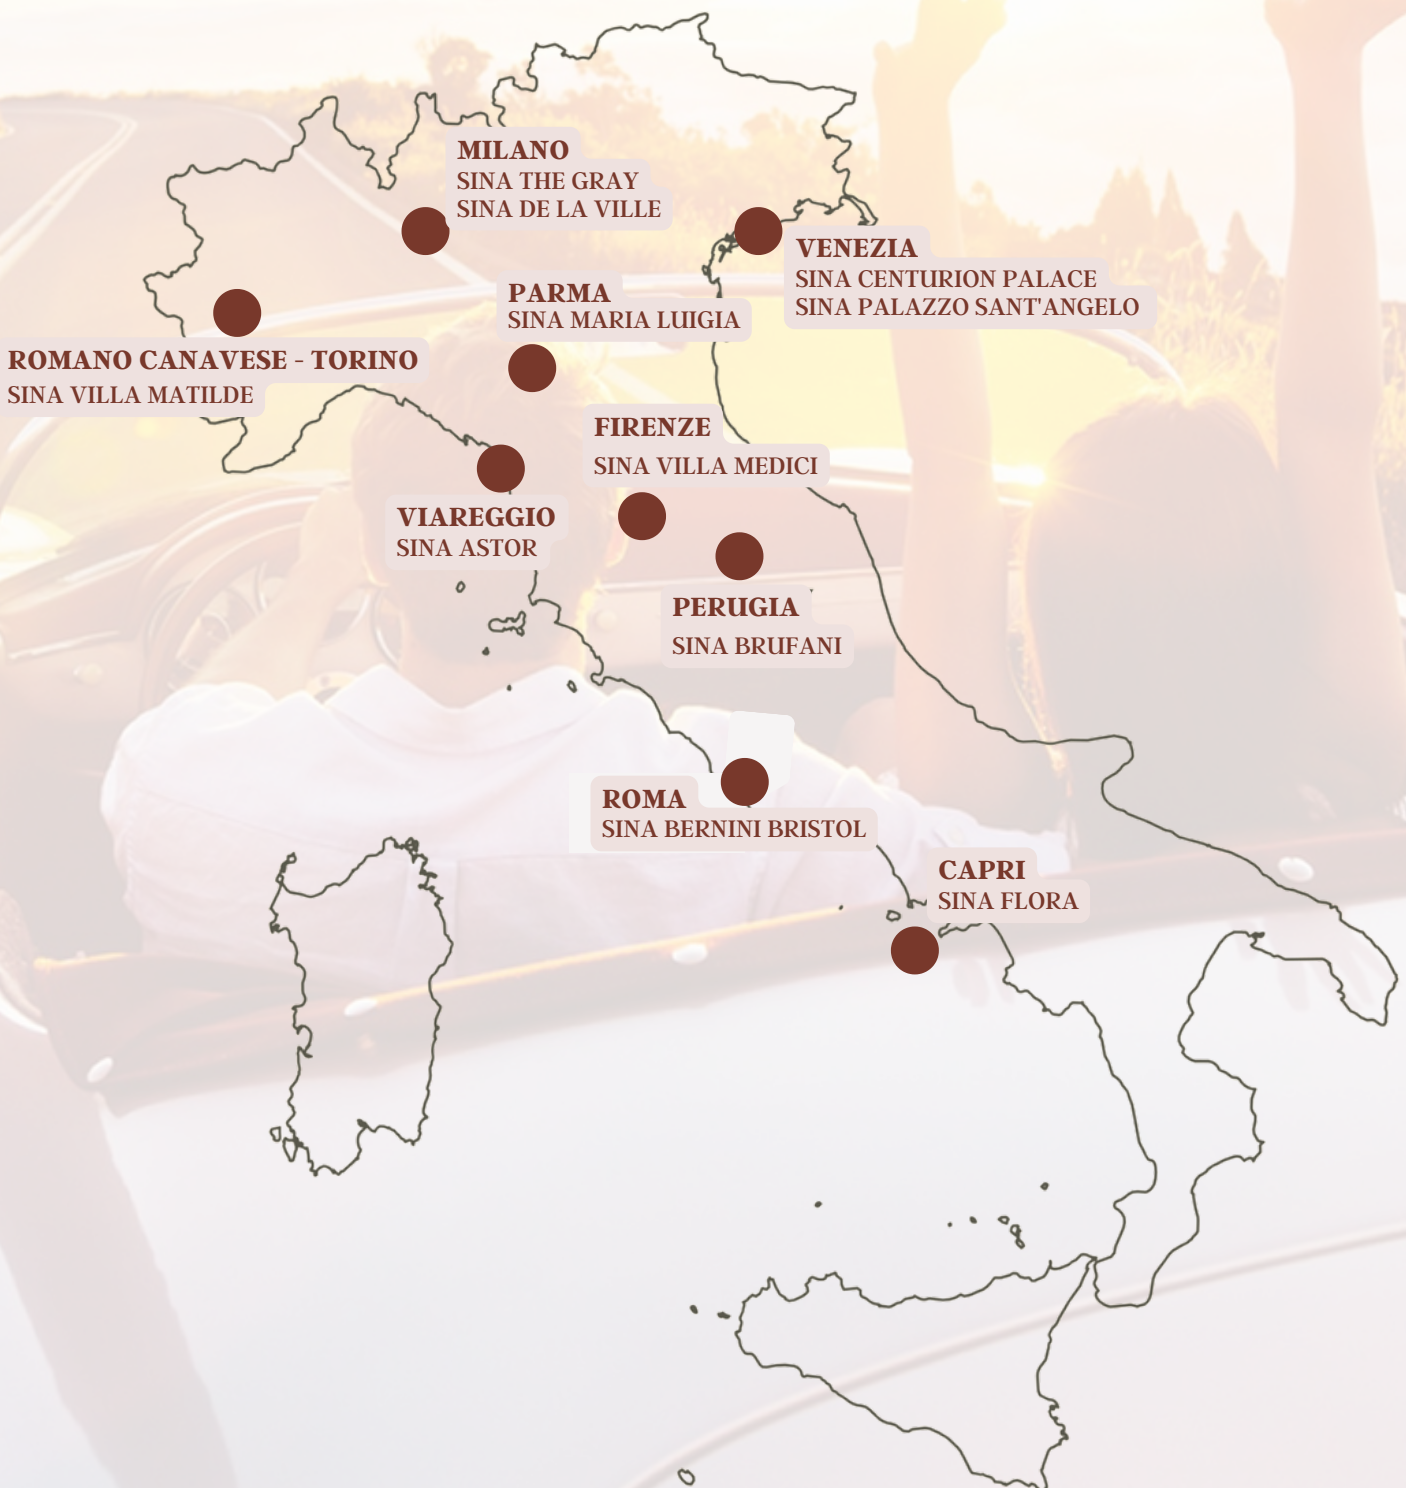 MILANO
SINA THE GRAY
SINA DE LA VILLE
VENEZIA
SINA CENTURION PALACE
SINA PALAZZO SANT'ANGELO
PARMA
SINA MARIA LUIGIA
ROMANO CANAVESE - TORINO
SINA VILLA MATILDE
FIRENZE
SINA VILLA MEDICI
VIAREGGIO
SINA ASTOR
PERUGIA
SINA BRUFANI
ROMA
SINA BERNINI BRISTOL
CAPRI
SINA FLORA